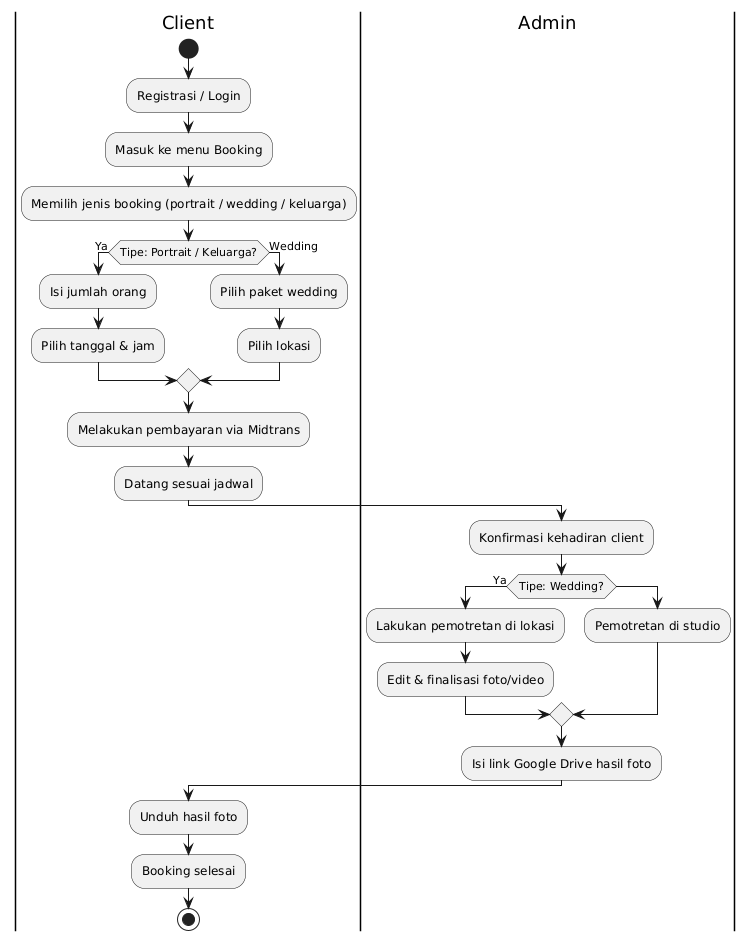 Client
Admin
Registrasi / Login
Masuk ke menu Booking
Memilih jenis booking (portrait / wedding / keluarga)
Ya
Tipe: Portrait / Keluarga?
Wedding
Isi jumlah orang
Pilih paket wedding
Pilih tanggal & jam
Pilih lokasi
Melakukan pembayaran via Midtrans
Datang sesuai jadwal
Konfirmasi kehadiran client
Ya
Tipe: Wedding?
Lakukan pemotretan di lokasi
Pemotretan di studio
Edit & finalisasi foto/video
Isi link Google Drive hasil foto
Unduh hasil foto
Booking selesai